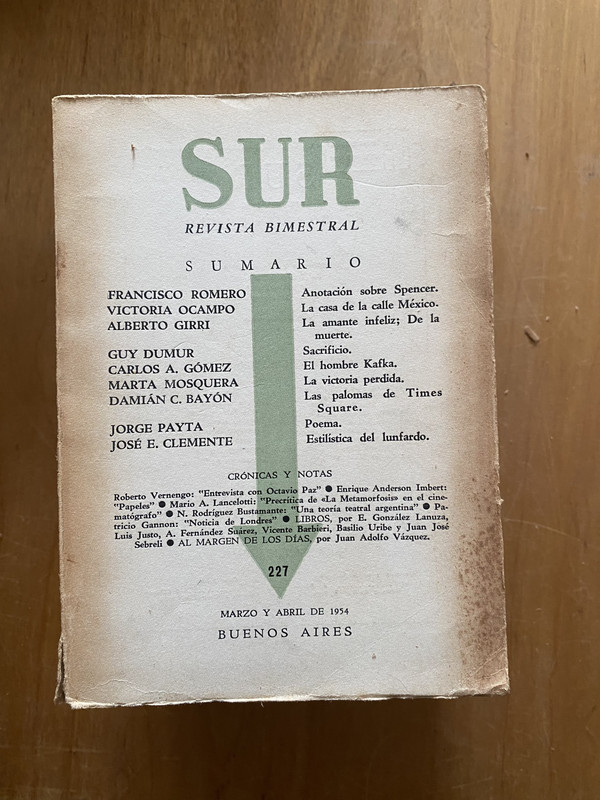 SUR
REVISTA BIMESTRAL
SUMARIO
FRANCISCO ROMERO Anotación sobre Spencer.
VICTORIA OCAMPO La casa de la calle México.
ALBERTO GIRRI La amante infeliz; De la
muerte.
GUY DUMUR Sacrificio.
CARLOS A. GÓMEZ El hombre Kafka.
MARTA MOSQUERA La victoria perdida.
DAMIÁN C. BAYÓN Las palomas de Times
Square.
JORGE PAYTA Poema.
JOSÉ E. CLEMENTE Estilística del lunfardo.
CRÓNICAS Y NOTAS
Roberto Vernengo: "Entrevista con Octavio Paz" ● Enrique Anderson Imbert:
"Papeles" ● Mario A. Lancelotti: "Precrítica de «La Metamorfosis» en el cine-
matógrafo" ● N. Rodríguez Bustamante: "Una teoría teatral argentina" ● Pa-
tricio Gannon: "Noticia de Londres" ● LIBROS, por E. González Lanuza,
Luis Justo, A. Fernández Suárez, Vicente Barbieri, Basilio Uribe y Juan José
Sebreli ● AL MARGEN DE LOS DÍAS, por Juan Adolfo Vázquez.
227
MARZO Y ABRIL DE 1954
BUENOS AIRES